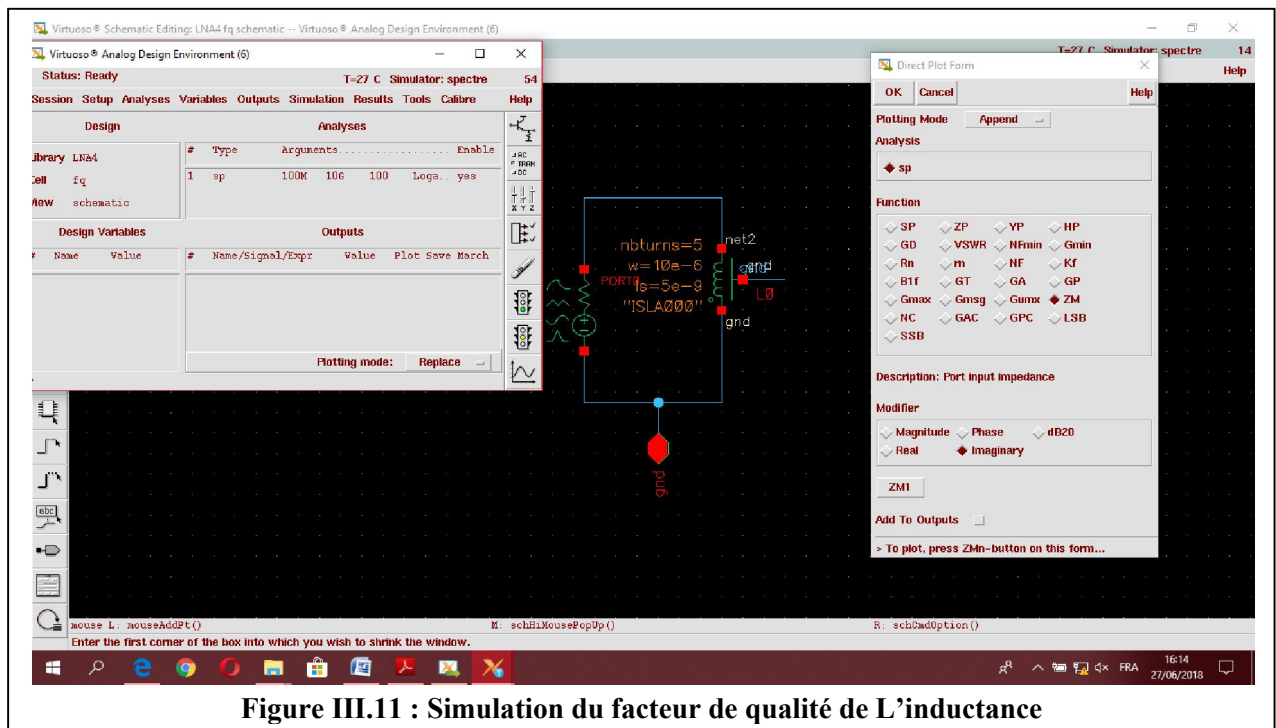 Virtuoso® Schematic Editing: LNA4 fq schematic -- Virtuoso® Analog Design Environment (6)
T=27 C Simulator: spectre 14
Help
Virtuoso® Analog Design Environment (6)
Status: Ready
T=27 C Simulator: spectre 54
Session Setup Analyses Variables Outputs Simulation Results Tools Calibre Help
Design
Library LNA4
Cell fq
View schematic
Analyses
# Type Arguments.................. Enable
1 sp 100M 10G 100 Loga.. yes
Design Variables
# Name Value
Outputs
# Name/Signal/Expr Value Plot Save March
Plotting mode: Replace
AC
TRAN
DC
X Y Z
nbturns=5
w=10e-6
ls=5e-9
"ISLA000"
PORT0
net2
gnd
L0
gnd
gnd
Direct Plot Form
OK Cancel Help
Plotting Mode Append
Analysis
sp
Function
SP ZP YP HP
GD VSWR NFmin Gmin
Rn rn NF Kf
B1f GT GA GP
Gmax Gmsg Gumx ZM
NC GAC GPC LSB
SSB
Description: Port input impedance
Modifier
Magnitude Phase dB20
Real Imaginary
ZM1
Add To Outputs
> To plot, press ZMn-button on this form...
abc
mouse L: mouseAddPt() M: schHiMousePopUp() R: schCmdOption()
Enter the first corner of the box into which you wish to shrink the window.
FRA
16:14
27/06/2018
Figure III.11 : Simulation du facteur de qualité de L’inductance